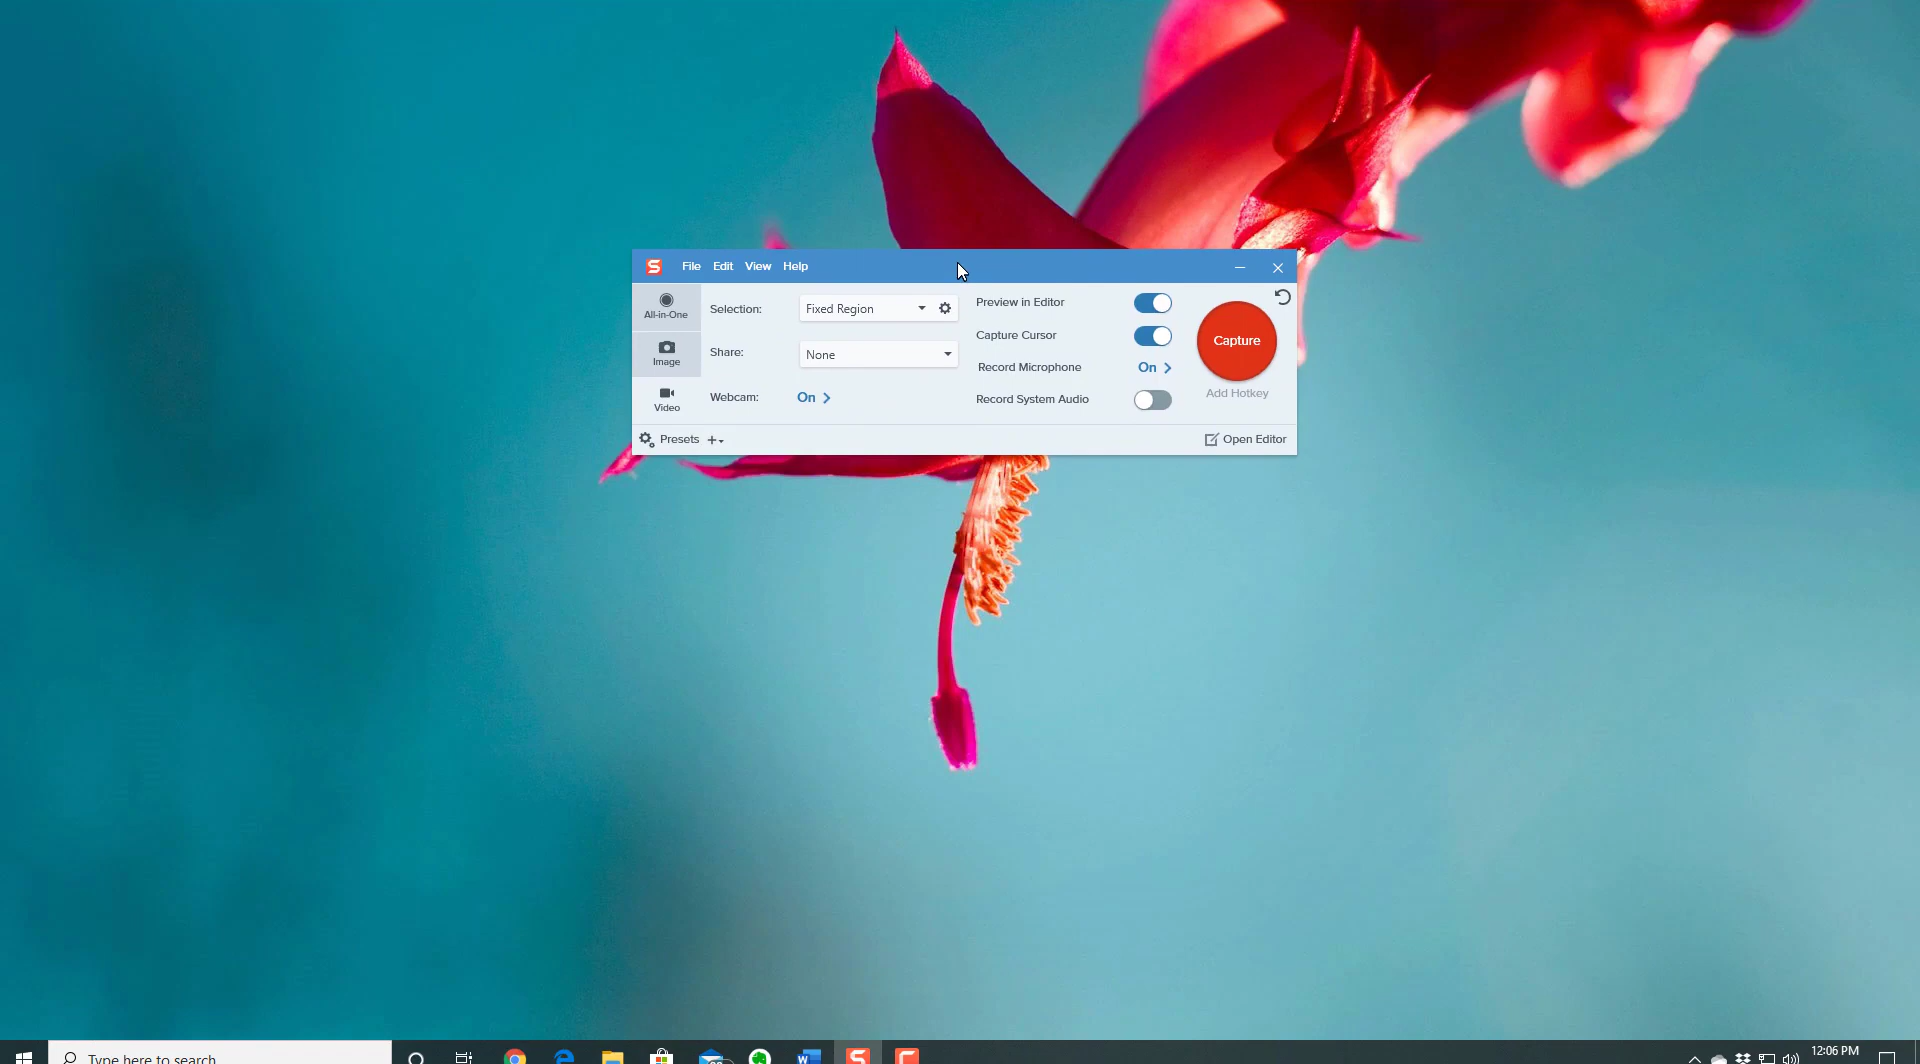 File Edit View Help
All-in-One
Image
Video
Selection: Fixed Region
Share: None
Webcam: On
Preview in Editor
Capture Cursor
Record Microphone On
Record System Audio
Capture
Add Hotkey
Presets
Open Editor
Type here to search
12:06 PM